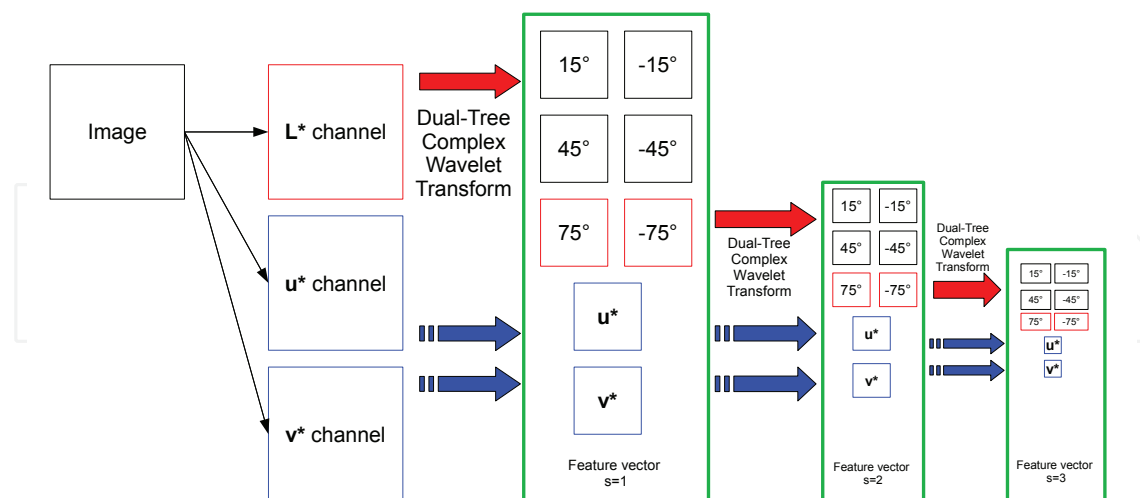 Image
L* channel
u* channel
v* channel
Dual-Tree
Complex
Wavelet
Transform
15°
-15°
45°
-45°
75°
-75°
u*
v*
Feature vector
s=1
Dual-Tree
Complex
Wavelet
Transform
15°
-15°
45°
-45°
75°
-75°
u*
v*
Feature vector
s=2
Dual-Tree
Complex
Wavelet
Transform
15°
-15°
45°
-45°
75°
-75°
u*
v*
Feature vector
s=3